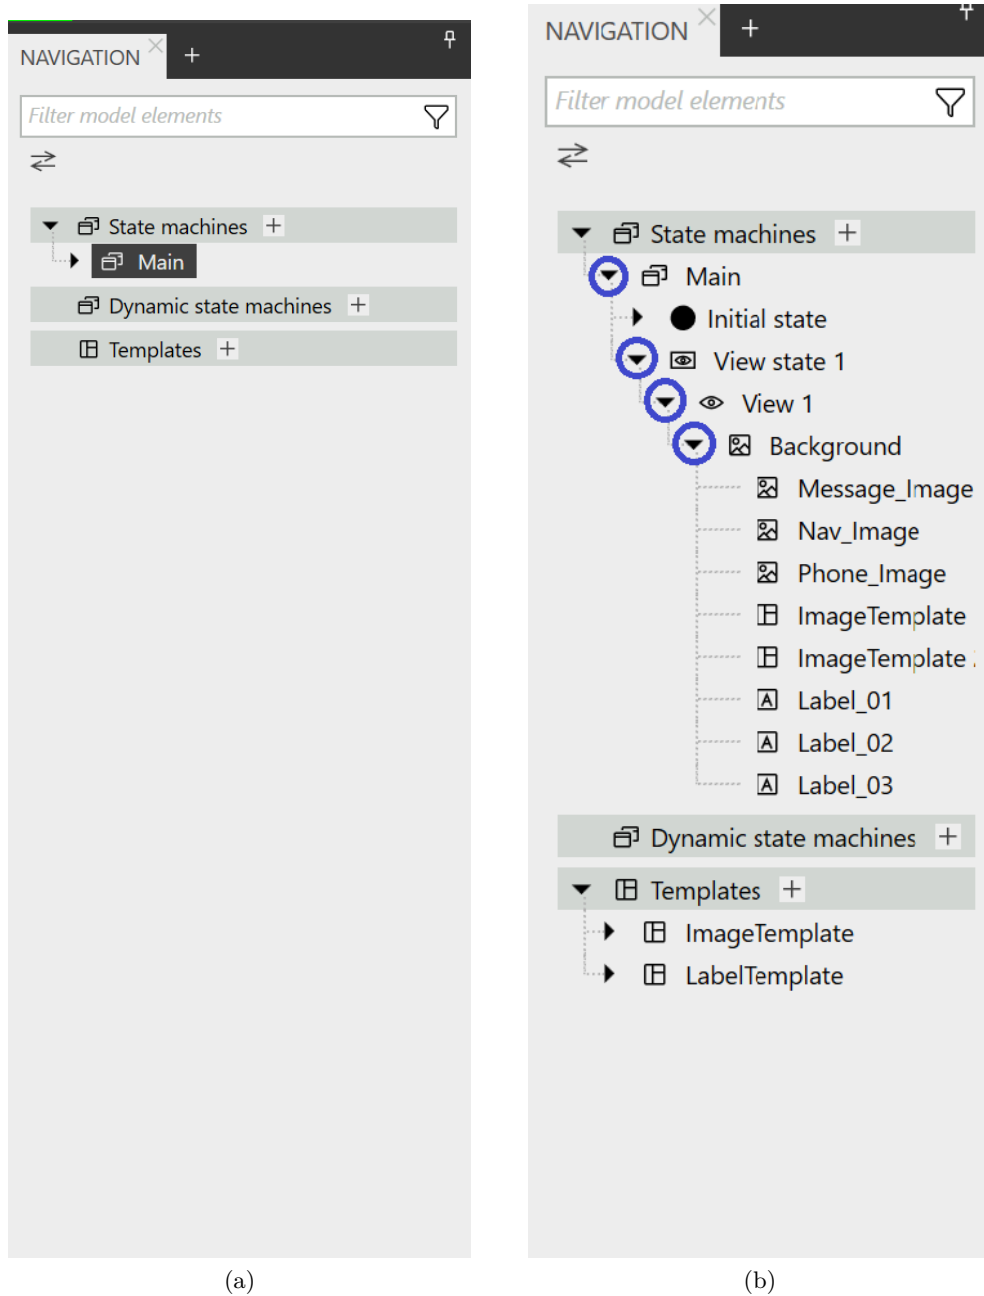 NAVIGATION
Filter model elements
State machines
Main
Dynamic state machines
Templates
(a)
NAVIGATION
Filter model elements
State machines
Main
Initial state
View state 1
View 1
Background
Message_Image
Nav_Image
Phone_Image
ImageTemplate
ImageTemplate
Label_01
Label_02
Label_03
Dynamic state machines
Templates
ImageTemplate
LabelTemplate
(b)